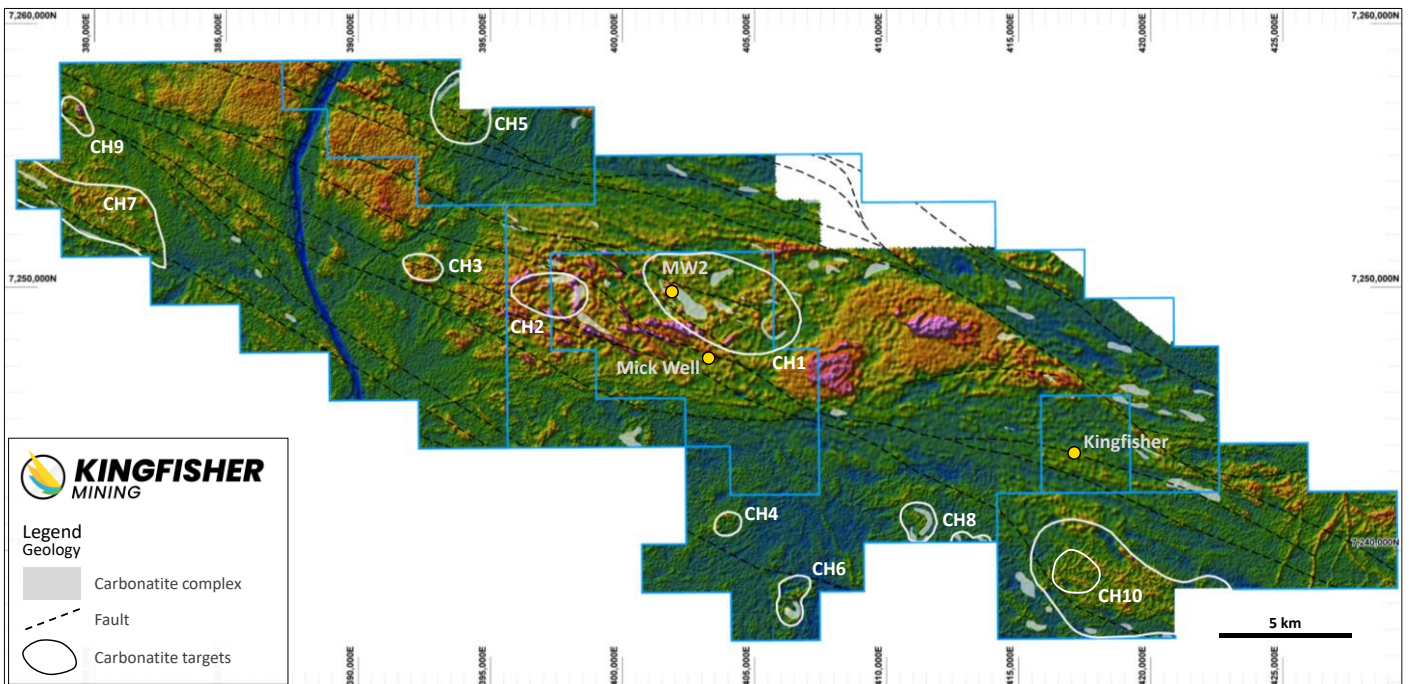 7,260,000N
7,260,000N
380,000E
385,000E
390,000E
395,000E
400,000E
405,000E
410,000E
415,000E
420,000E
425,000E
CH9
CH5
CH7
CH3
MW2
7,250,000N
7,250,000N
CH2
CH1
Mick Well
Kingfisher
CH4
CH8
7,240,000N
CH6
CH10
KINGFISHER
MINING
Legend
Geology
Carbonatite complex
Fault
Carbonatite targets
5 km
390,000E
395,000E
400,000E
405,000E
410,000E
415,000E
420,000E
425,000E